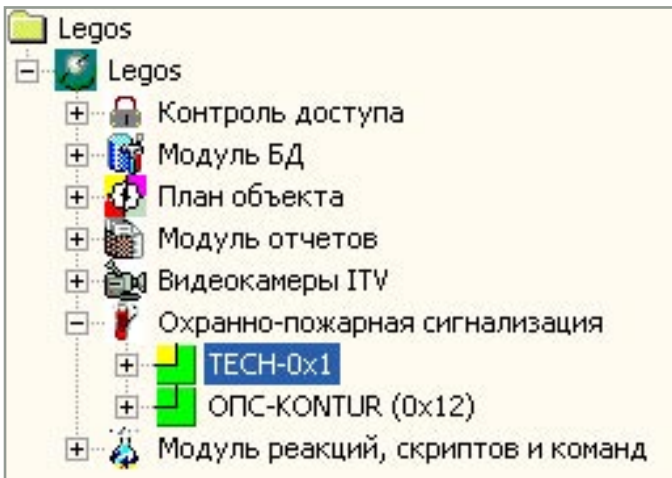 Legos
Legos
Контроль доступа
Модуль БД
План объекта
Модуль отчетов
Видеокамеры ITV
Охранно-пожарная сигнализация
TECH-0x1
ОПС-KONTUR (0x12)
Модуль реакций, скриптов и команд